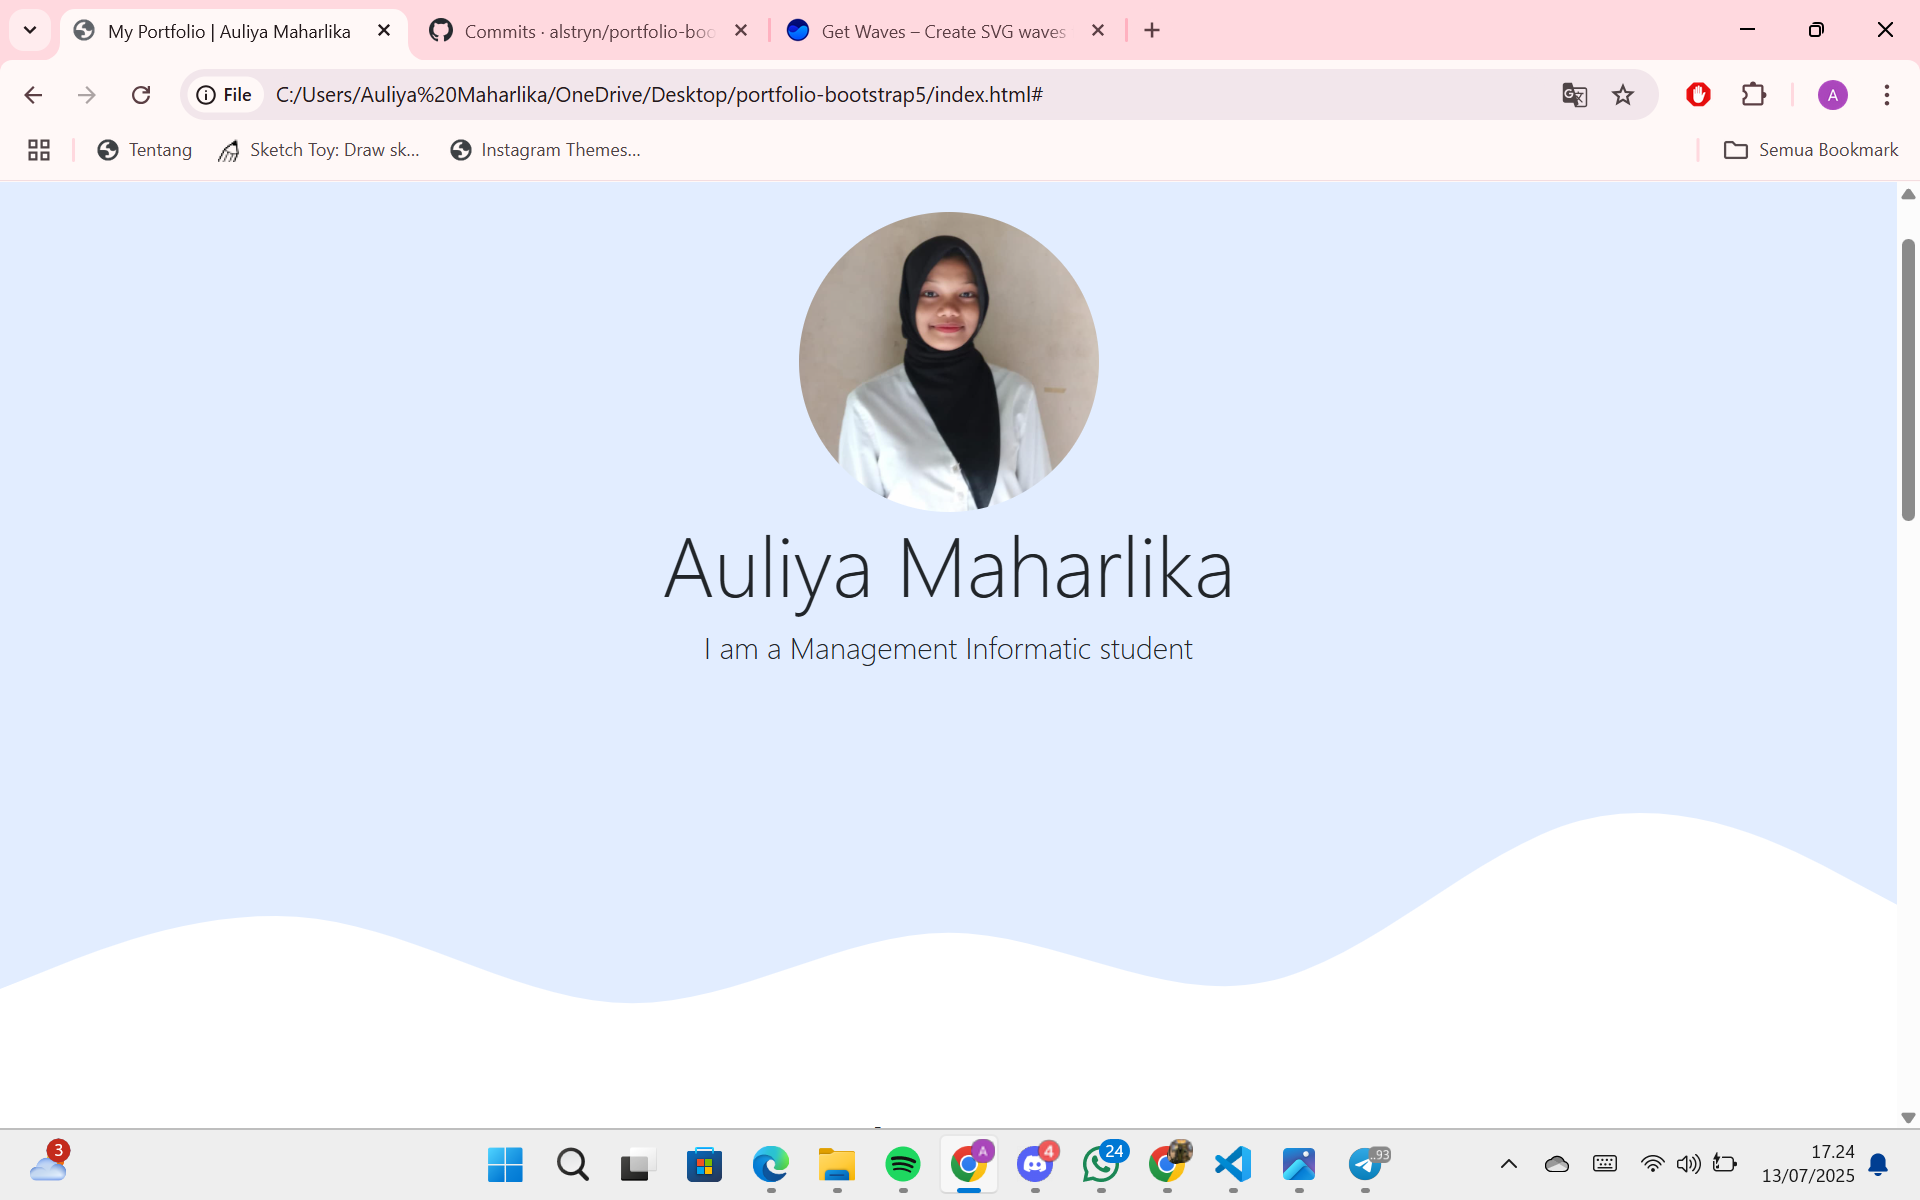 My Portfolio | Auliya Maharlika
Commits · alstryn/portfolio-boo
Get Waves – Create SVG waves
File
C:/Users/Auliya%20Maharlika/OneDrive/Desktop/portfolio-bootstrap5/index.html#
A
Tentang
Sketch Toy: Draw sk...
Instagram Themes...
Semua Bookmark
Auliya Maharlika
I am a Management Informatic student
3
A
4
24
..93
17.24
13/07/2025